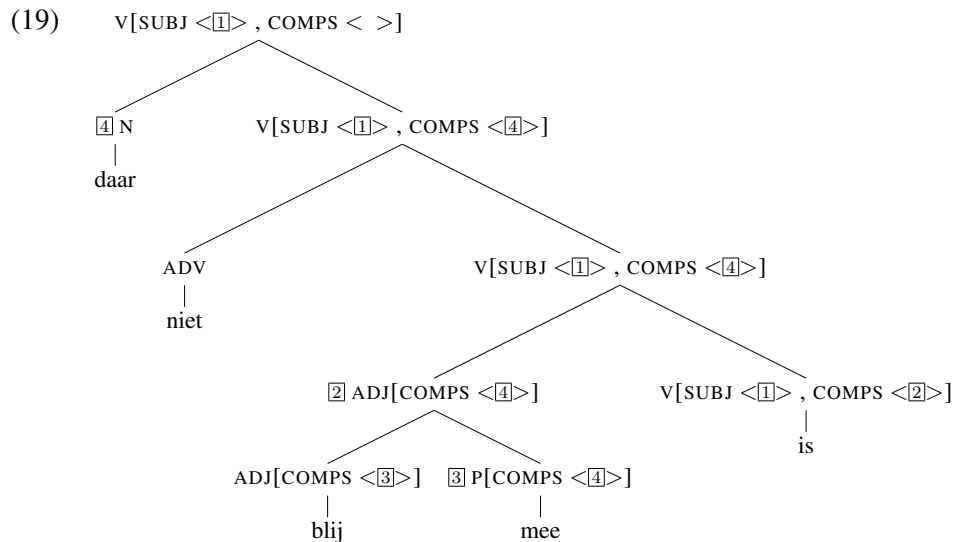 (19) V[SUBJ <1> , COMPS < >]
4 N V[SUBJ <1> , COMPS <4>]
daar
ADV V[SUBJ <1> , COMPS <4>]
niet
2 ADJ[COMPS <4>] V[SUBJ <1> , COMPS <2>]
is
ADJ[COMPS <3>] 3 P[COMPS <4>]
blij mee